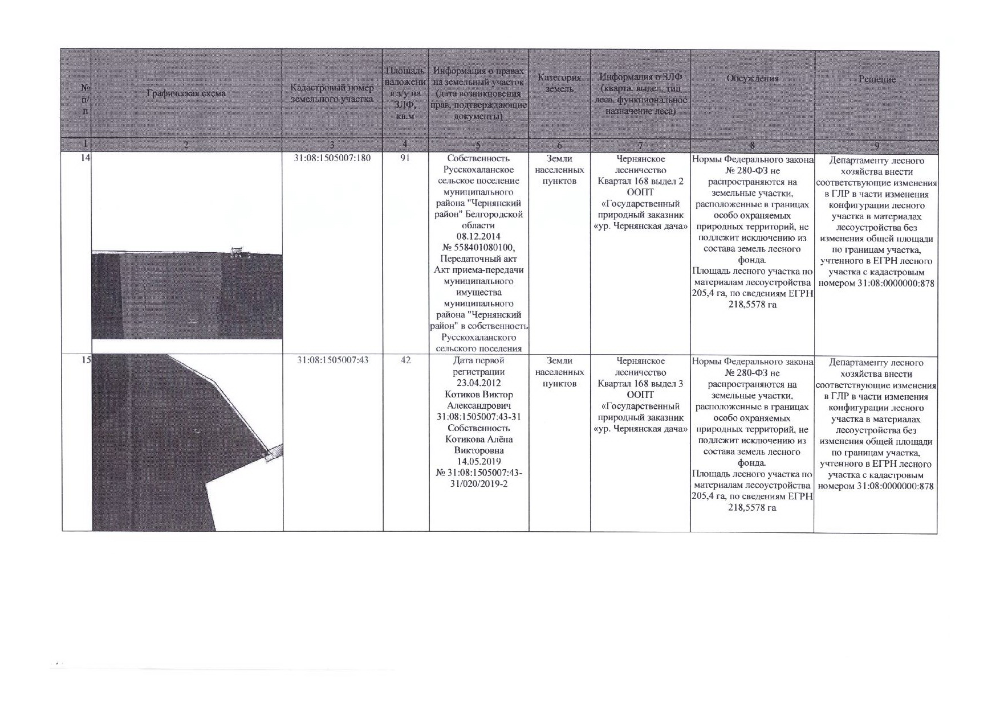 №
п/
п
Графическая схема
Кадастровый номер
земельного участка
Площадь
наложени
я з/у на
ЗЛФ,
кв.м
Информация о правах
на земельный участок
(дата возникновения
прав, подтверждающие
документы)
Категория
земель
Информация о ЗЛФ
(кварта, выдел, тип
леса, функциональное
назначение леса)
Обсуждения
Решение
1
2
3
4
5
6
7
8
9
14
31:08:1505007:180
91
Собственность
Русскохаланское
сельское поселение
муниципального
района "Чернянский
район" Белгородской
области
08.12.2014
№ 558401080100,
Передаточный акт
Акт приема-передачи
муниципального
имущества
муниципального
района "Чернянский
район" в собственность
Русскохаланского
сельского поселения
Земли
населенных
пунктов
Чернянское
лесничество
Квартал 168 выдел 2
ООПТ
«Государственный
природный заказник
«ур. Чернянская дача»
Нормы Федерального закона
№ 280-ФЗ не
распространяются на
земельные участки,
расположенные в границах
особо охраняемых
природных территорий, не
подлежит исключению из
состава земель лесного
фонда.
Площадь лесного участка по
материалам лесоустройства
205,4 га, по сведениям ЕГРН
218,5578 га
Департаменту лесного
хозяйства внести
соответствующие изменения
в ГЛР в части изменения
конфигурации лесного
участка в материалах
лесоустройства без
изменения общей площади
по границам участка,
учтенного в ЕГРН лесного
участка с кадастровым
номером 31:08:0000000:878
15
31:08:1505007:43
42
Дата первой
регистрации
23.04.2012
Котиков Виктор
Александрович
31:08:1505007:43-31
Собственность
Котикова Алёна
Викторовна
14.05.2019
№ 31:08:1505007:43-
31/020/2019-2
Земли
населенных
пунктов
Чернянское
лесничество
Квартал 168 выдел 3
ООПТ
«Государственный
природный заказник
«ур. Чернянская дача»
Нормы Федерального закона
№ 280-ФЗ не
распространяются на
земельные участки,
расположенные в границах
особо охраняемых
природных территорий, не
подлежит исключению из
состава земель лесного
фонда.
Площадь лесного участка по
материалам лесоустройства
205,4 га, по сведениям ЕГРН
218,5578 га
Департаменту лесного
хозяйства внести
соответствующие изменения
в ГЛР в части изменения
конфигурации лесного
участка в материалах
лесоустройства без
изменения общей площади
по границам участка,
учтенного в ЕГРН лесного
участка с кадастровым
номером 31:08:0000000:878